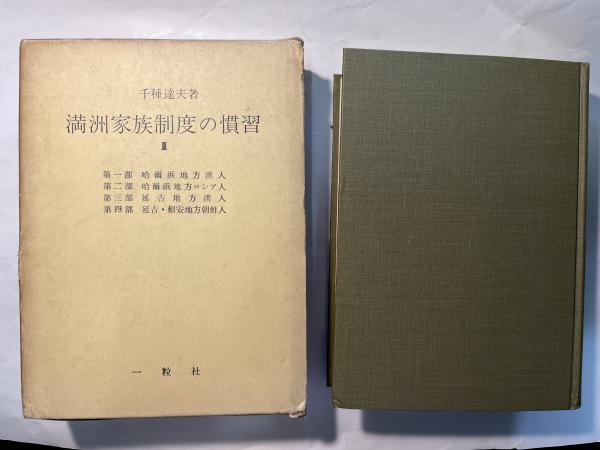 千種達夫著
満洲家族制度の慣習
Ⅲ
第一部 哈爾浜地方漢人
第二部 哈爾浜地方ロシア人
第三部 延吉地方漢人
第四部 延吉・樺安地方朝鮮人
一粒社